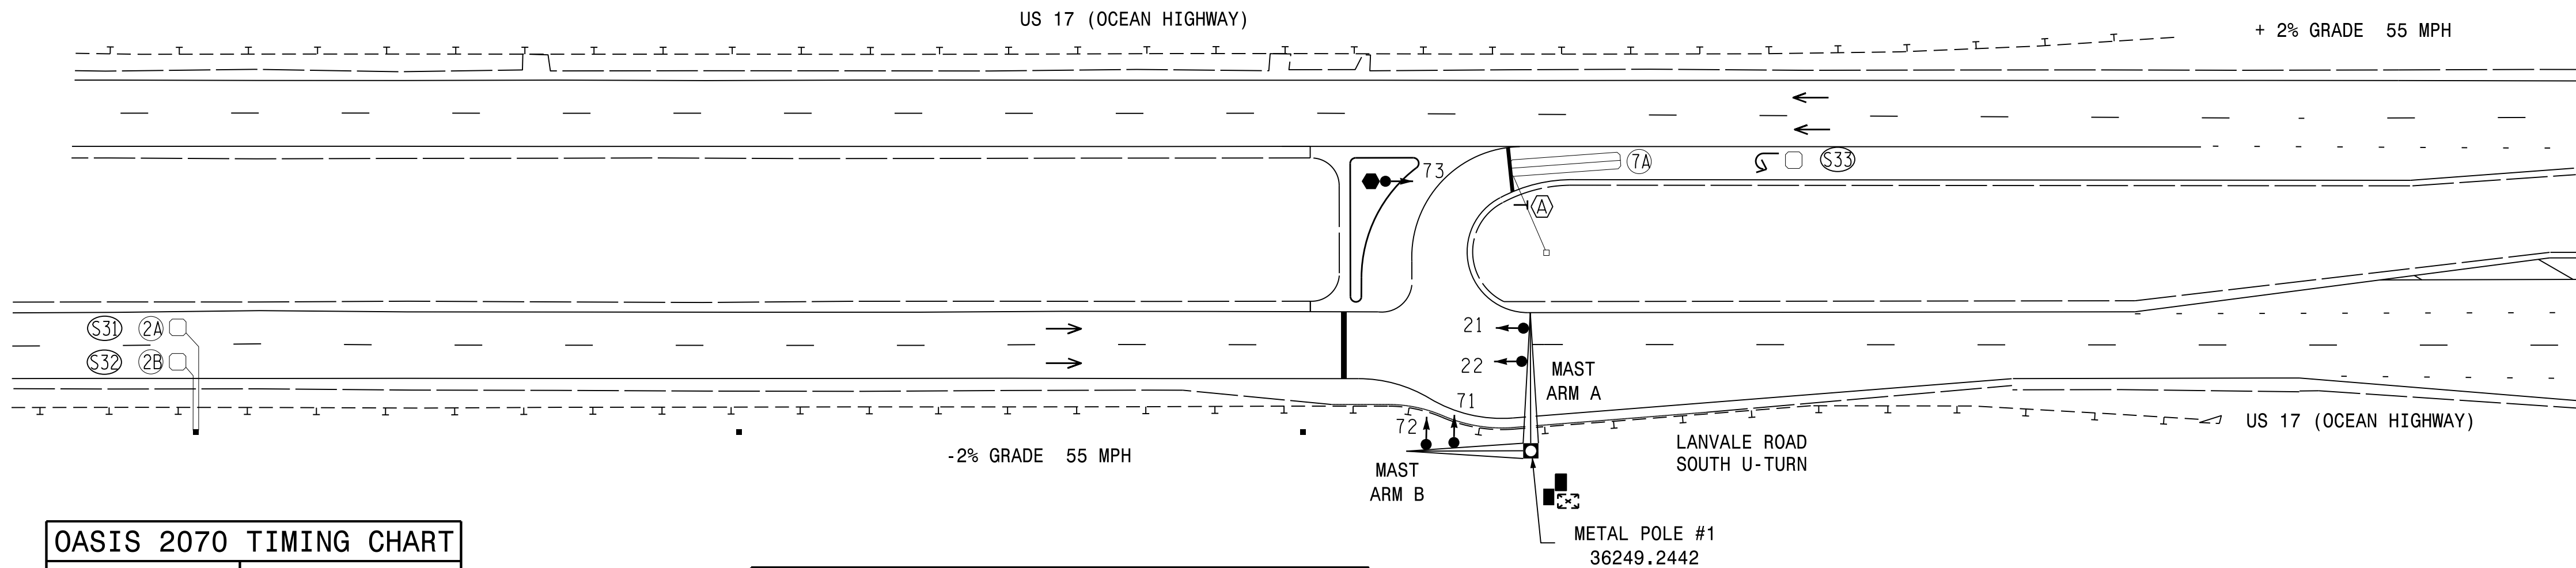 US 17 (OCEAN HIGHWAY)
+ 2% GRADE 55 MPH
73
7A
S33
A
S31
2A
S32
2B
21
22
MAST
ARM A
71
72
US 17 (OCEAN HIGHWAY)
-2% GRADE 55 MPH
LANVALE ROAD
SOUTH U-TURN
MAST
ARM B
METAL POLE #1
36249.2442
OASIS 2070 TIMING CHART